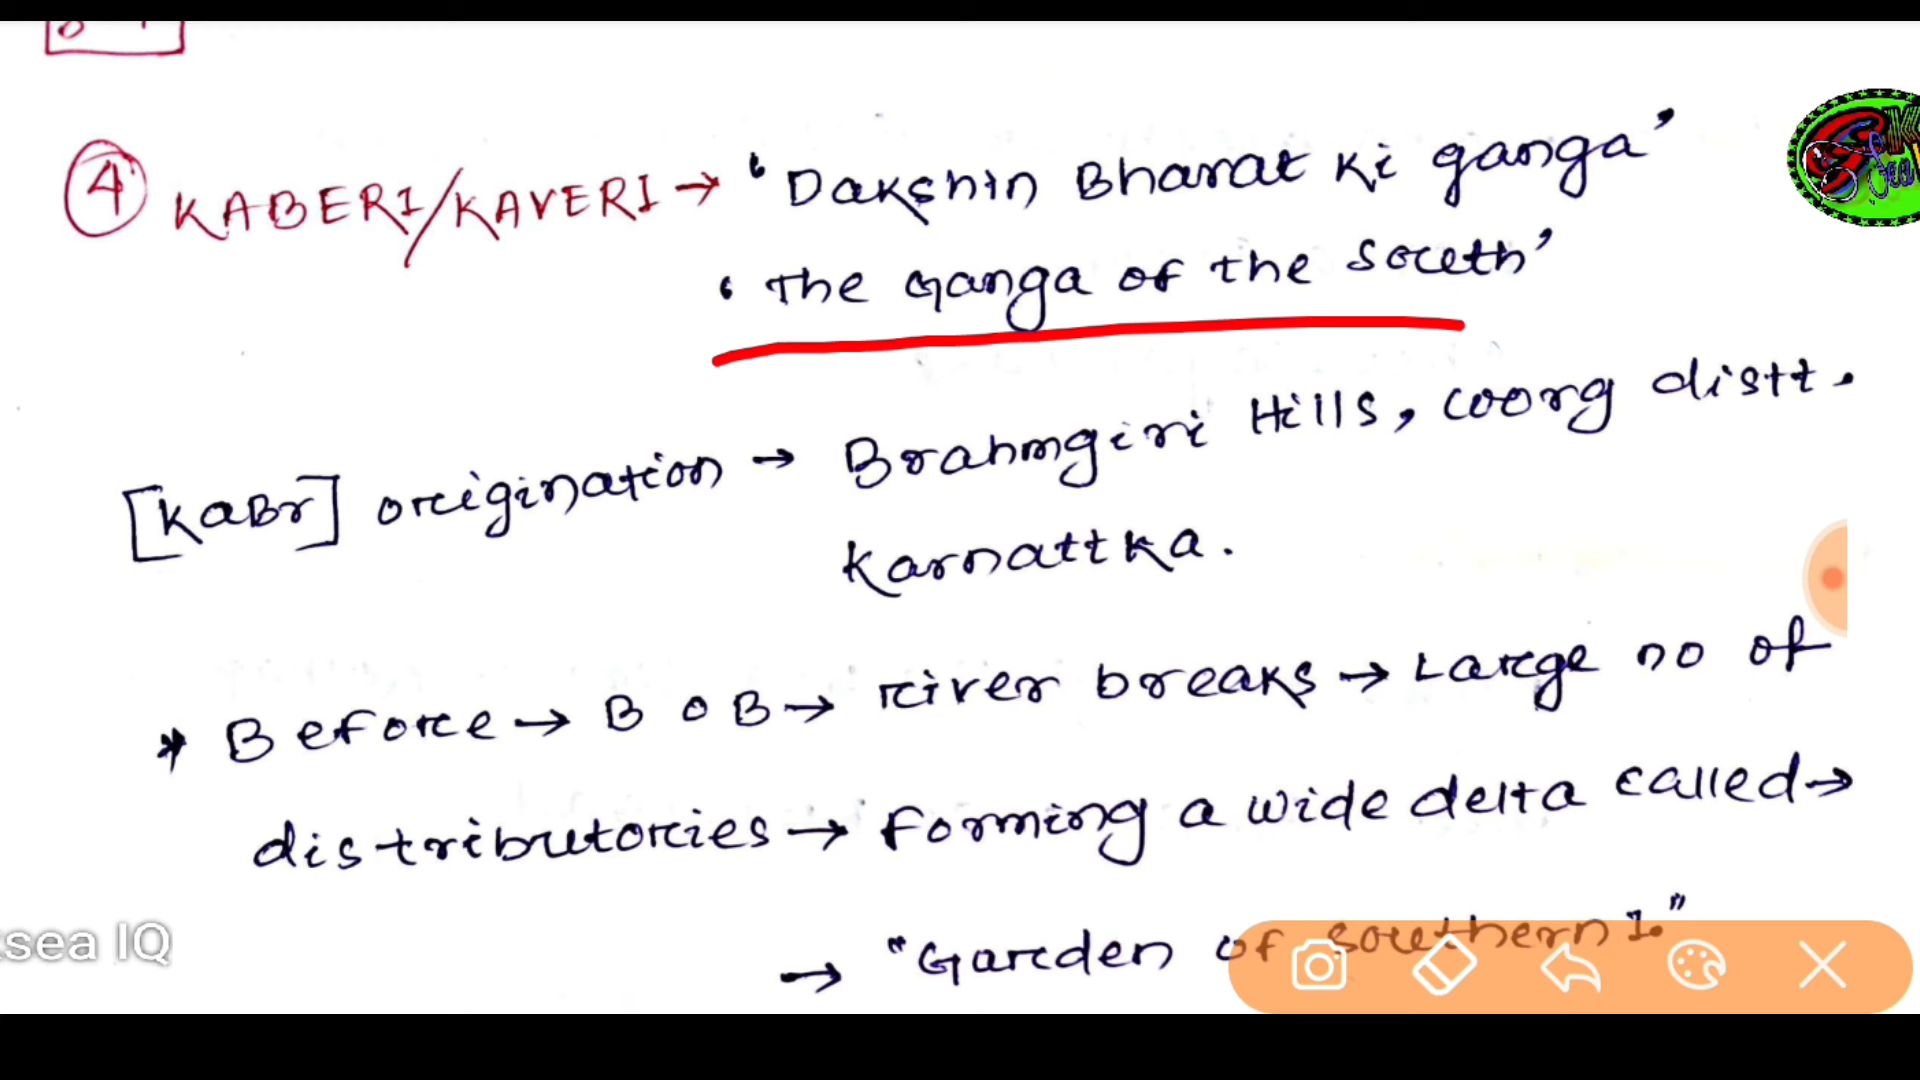 ④ KABERI/KAVERI → ‘Dakshin Bharat Ki ganga’
‘The Ganga of the South’
[KaBr] origination → Brahmgiri Hills, Coorg distt.
Karnattka.
* Before → B O B → river breaks → Large no of
distributories → forming a wide delta called →
→ "Garden of Southern I."
sea IQ